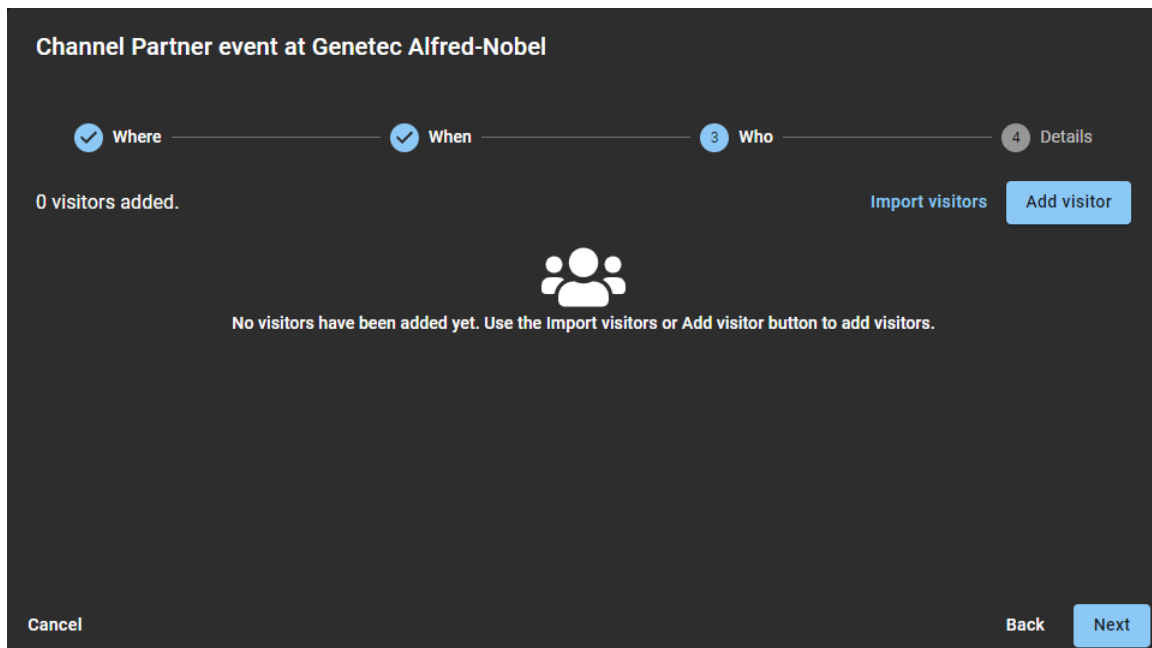 Channel Partner event at Genetec Alfred-Nobel
Where When 3 Who 4 Details
0 visitors added. Import visitors Add visitor
No visitors have been added yet. Use the Import visitors or Add visitor button to add visitors.
Cancel Back Next